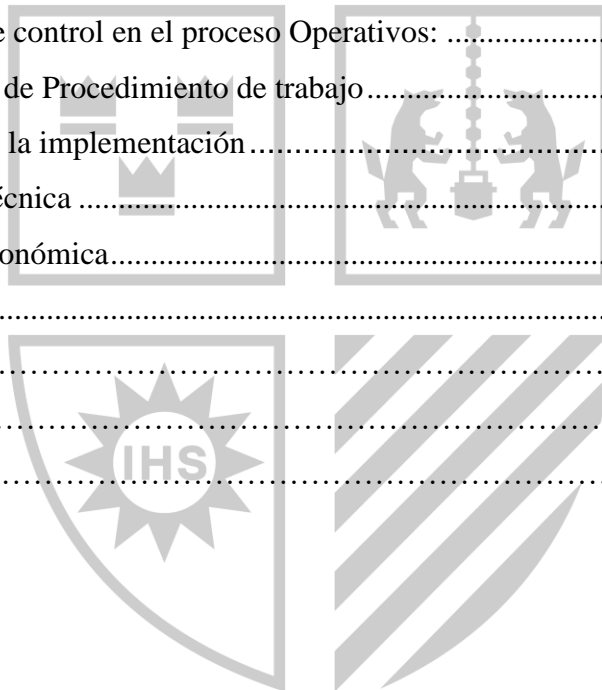 e control en el proceso Operativos: ...................
de Procedimiento de trabajo..............................
la implementación.............................................
écnica ..................................................................
onómica..............................................................
.................................................................
……………………………………………………
……………………………………………………
IHS
……………………………………………………